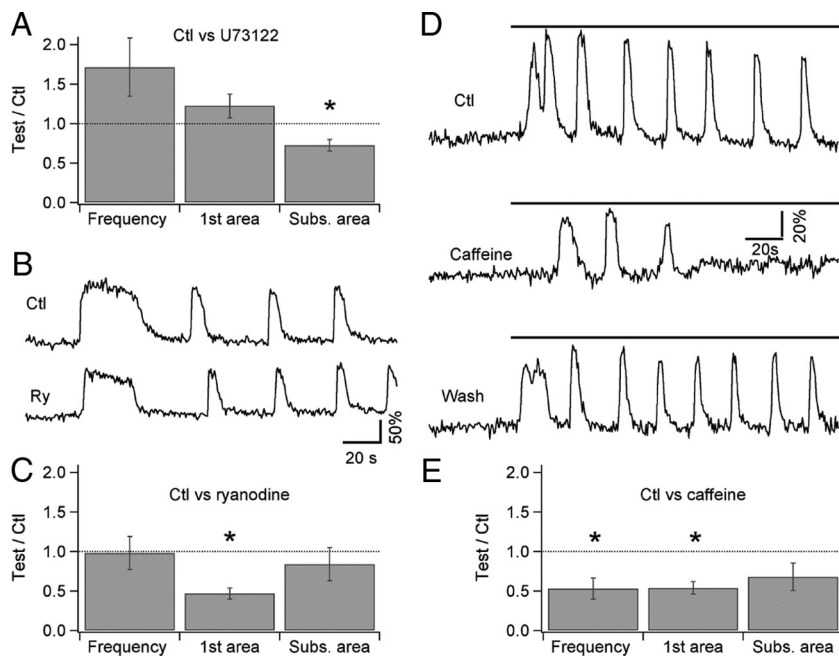 A
Ctl vs U73122
Test / Ctl
2.0
1.5
1.0
0.5
0.0
*
Frequency 1st area Subs. area
B
Ctl
Ry
20 s
50%
C
Ctl vs ryanodine
Test / Ctl
2.0
1.5
1.0
0.5
0.0
*
Frequency 1st area Subs. area
D
Ctl
Caffeine
20s
20%
Wash
E
Ctl vs caffeine
Test / Ctl
2.0
1.5
1.0
0.5
0.0
* *
Frequency 1st area Subs. area